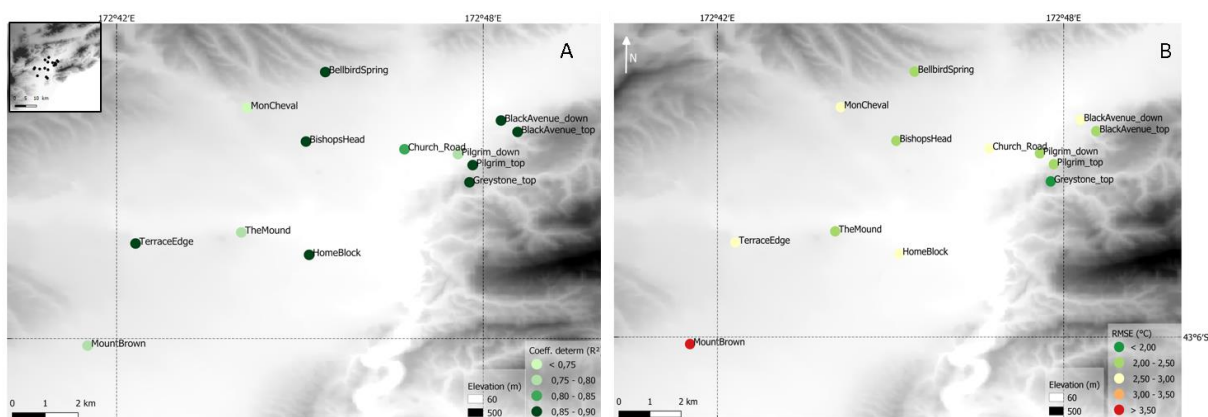 172°42'E
172°48'E
A
0 5 10 km
BellbirdSpring
MonCheval
BlackAvenue_down
BlackAvenue_top
BishopsHead
Church_Road
Pilgrim_down
Pilgrim_top
Greystone_top
TheMound
TerraceEdge
HomeBlock
MountBrown
0 1 2 km
Elevation (m)
60
500
Coeff. determ (R²
< 0,75
0,75 - 0,80
0,80 - 0,85
0,85 - 0,90
172°42'E
172°48'E
N
B
BellbirdSpring
MonCheval
BlackAvenue_down
BlackAvenue_top
BishopsHead
Church_Road
Pilgrim_down
Pilgrim_top
Greystone_top
TheMound
TerraceEdge
HomeBlock
MountBrown
43°6'S
0 1 2 km
Elevation (m)
60
500
RMSE (°C)
< 2,00
2,00 - 2,50
2,50 - 3,00
3,00 - 3,50
> 3,50